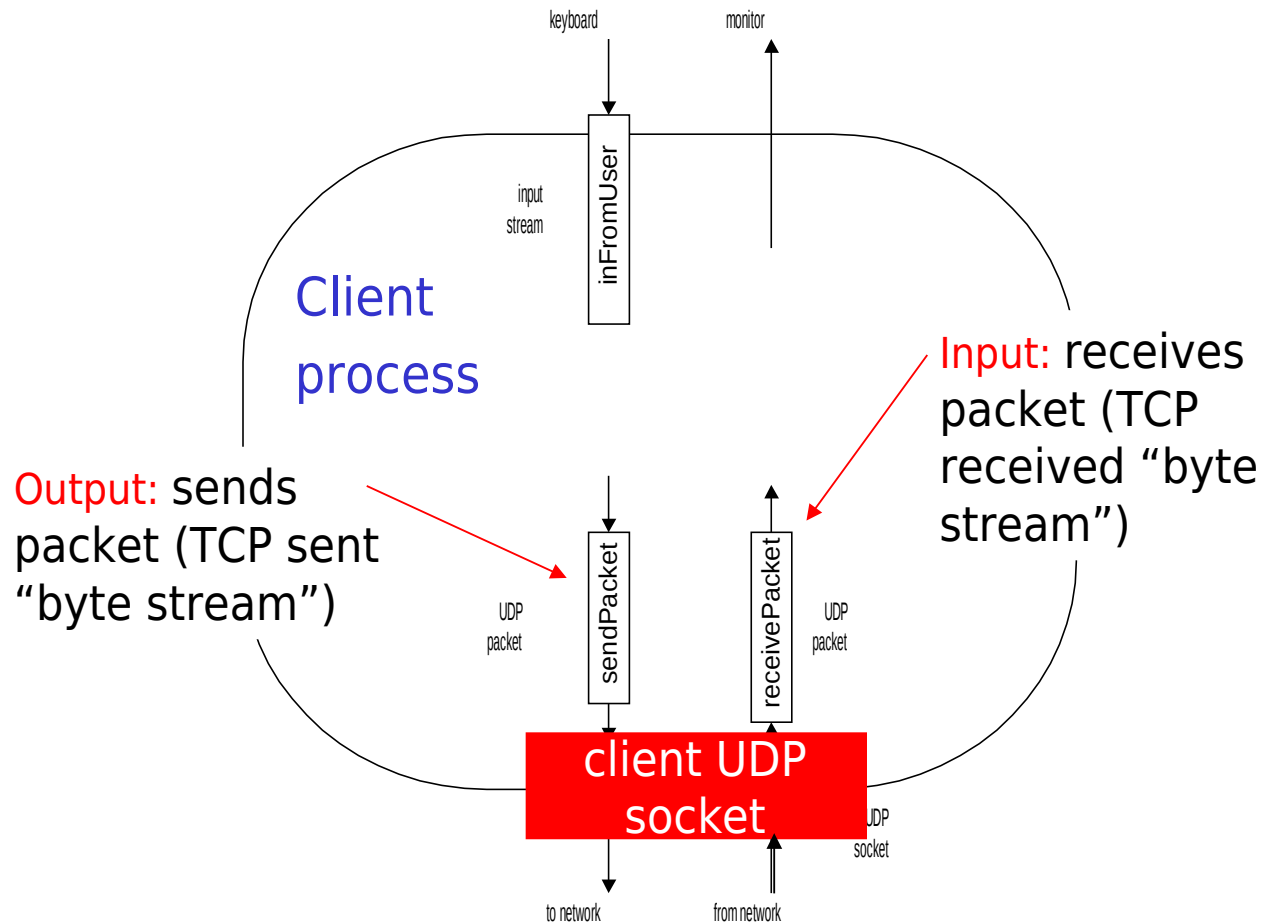 keyboard
monitor
inFromUser
input
stream
Client
process
Input: receives
packet (TCP
received “byte
stream”)
Output: sends
packet (TCP sent
“byte stream”)
sendPacket
UDP
packet
receivePacket
UDP
packet
client UDP
socket
UDP
socket
to network
from network